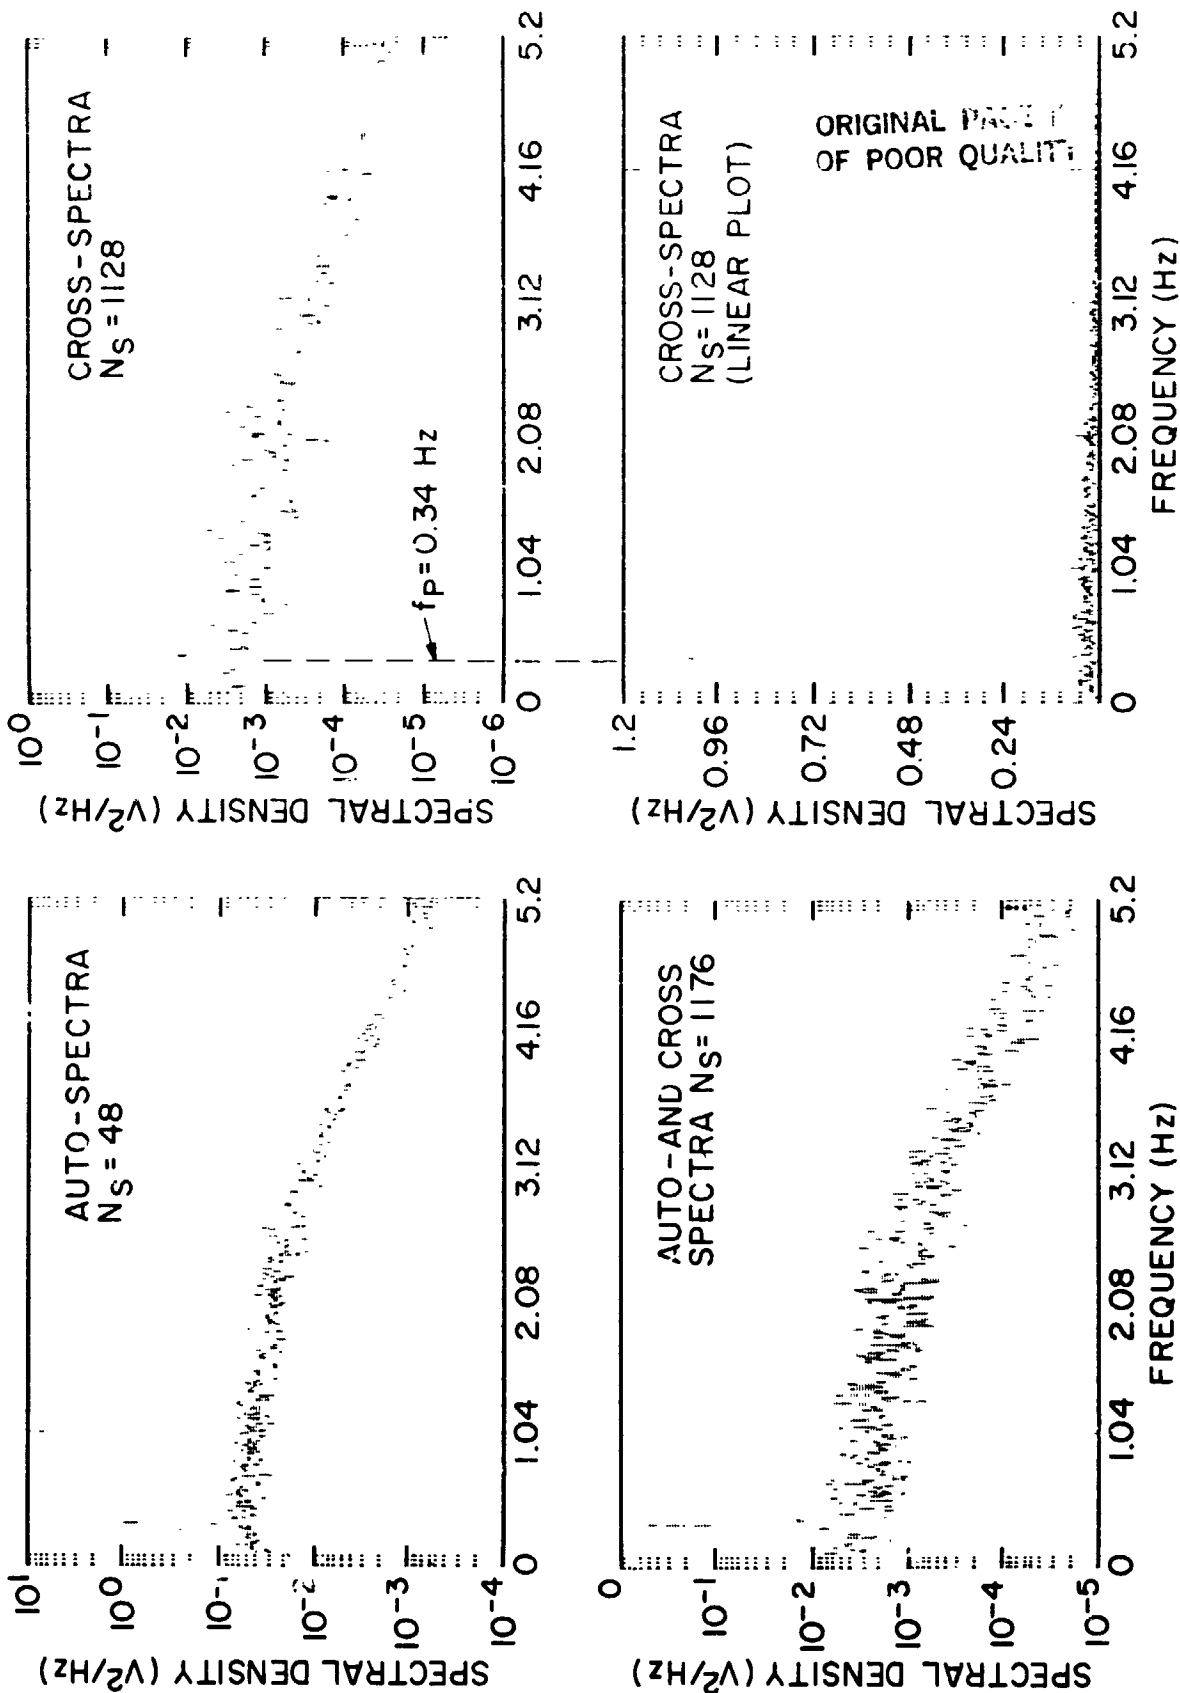 AUTO-SPECTRA
N_S = 48
SPECTRAL DENSITY (V²/Hz)
10¹
10⁰
10⁻¹
10⁻²
10⁻³
10⁻⁴
0 1.04 2.08 3.12 4.16 5.2
CROSS-SPECTRA
N_S = 1128
f_P = 0.34 Hz
SPECTRAL DENSITY (V²/Hz)
10⁰
10⁻¹
10⁻²
10⁻³
10⁻⁴
10⁻⁵
10⁻⁶
0 1.04 2.08 3.12 4.16 5.2
AUTO-AND CROSS
SPECTRA N_S = 1176
SPECTRAL DENSITY (V²/Hz)
0
10⁻¹
10⁻²
10⁻³
10⁻⁴
10⁻⁵
0 1.04 2.08 3.12 4.16 5.2
FREQUENCY (Hz)
CROSS-SPECTRA
N_S = 1128
(LINEAR PLOT)
ORIGINAL
OF POOR QUALITY
SPECTRAL DENSITY (V²/Hz)
1.2
0.96
0.72
0.48
0.24
0 1.04 2.08 3.12 4.16 5.2
FREQUENCY (Hz)